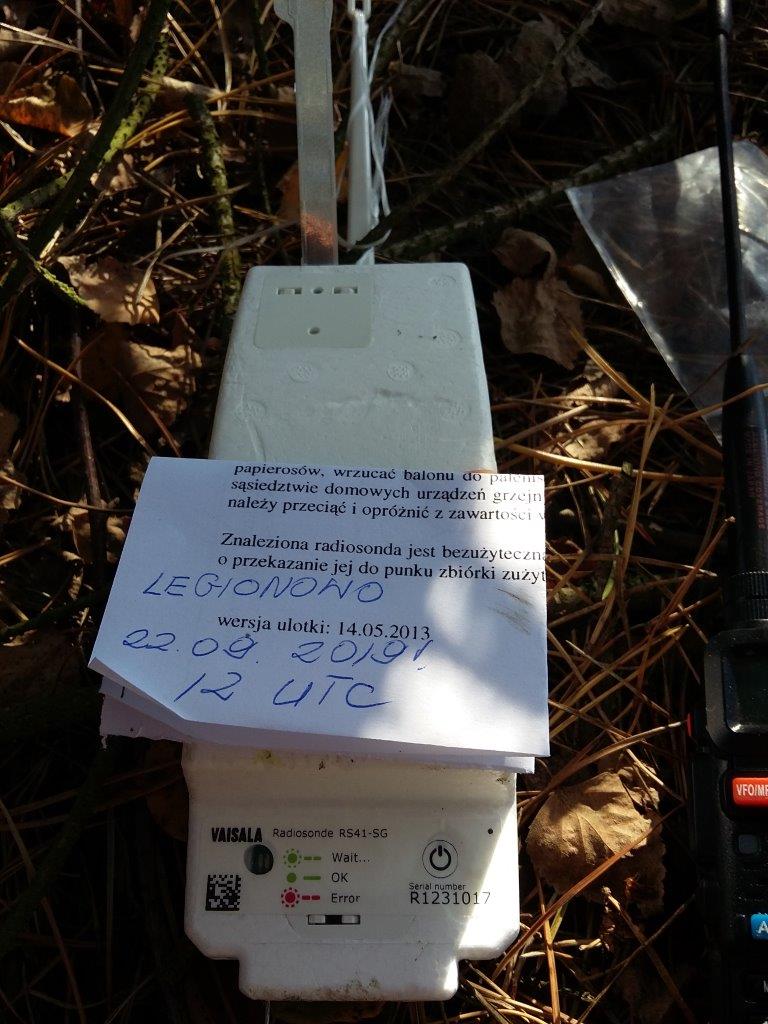 papierosów, wrzucać balonu do palenis
sąsiedztwie domowych urządzeń grzejn
należy przeciąć i opróżnić z zawartości w
Znaleziona radiosonda jest bezużyteczna
o przekazanie jej do punku zbiórki zużyt
LEGIONOWO
wersja ulotki: 14.05.2013
22.09. 2019!
12 UTC
VAISALA Radiosonde RS41-SG
Wait...
OK
Error
Serial number
R1231017
VFO/MR
A